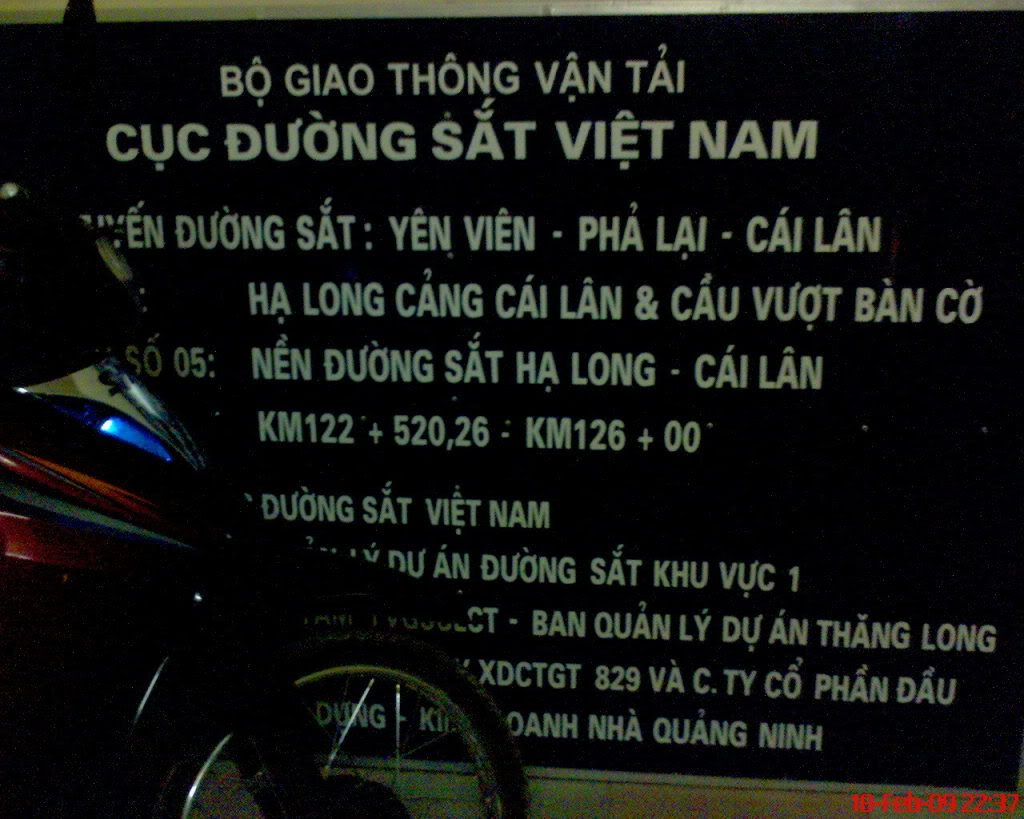 BỘ GIAO THÔNG VẬN TẢI
CỤC ĐƯỜNG SẮT VIỆT NAM
ĐƯỜNG SẮT: YÊN VIÊN - PHẢ LẠI - CÁI LÂN
: HẠ LONG CẢNG CÁI LÂN & CẦU VƯỢT BÀN CỜ
SỐ 05: NỀN ĐƯỜNG SẮT HẠ LONG - CÁI LÂN
KM122 + 520,26 - KM126 + 00
ĐƯỜNG SẮT VIỆT NAM
LÝ DỰ ÁN ĐƯỜNG SẮT KHU VỰC 1
- BAN QUẢN LÝ DỰ ÁN THĂNG LONG
XDCTGT 829 VÀ C.TY CỔ PHẦN ĐẦU
DỰNG - NHÀ QUẢNG NINH
10-feb-09 22:37